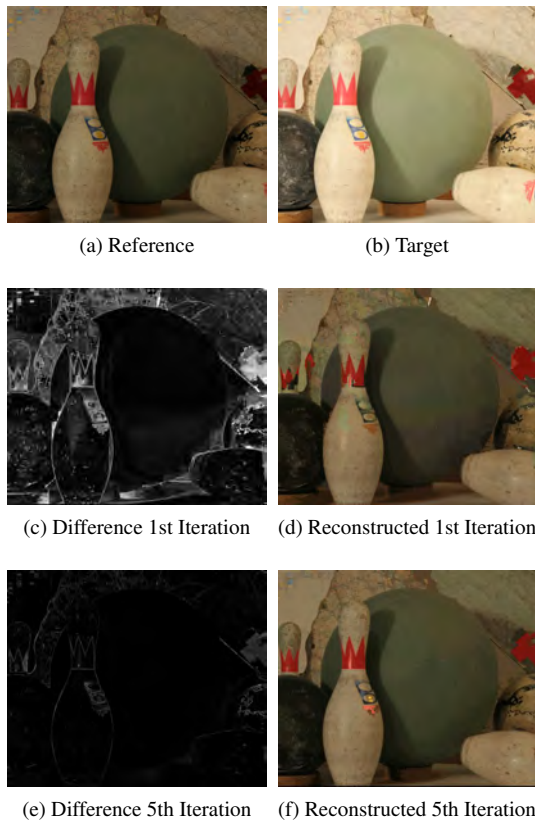 (a) Reference
(b) Target
(c) Difference 1st Iteration
(d) Reconstructed 1st Iteration
(e) Difference 5th Iteration
(f) Reconstructed 5th Iteration